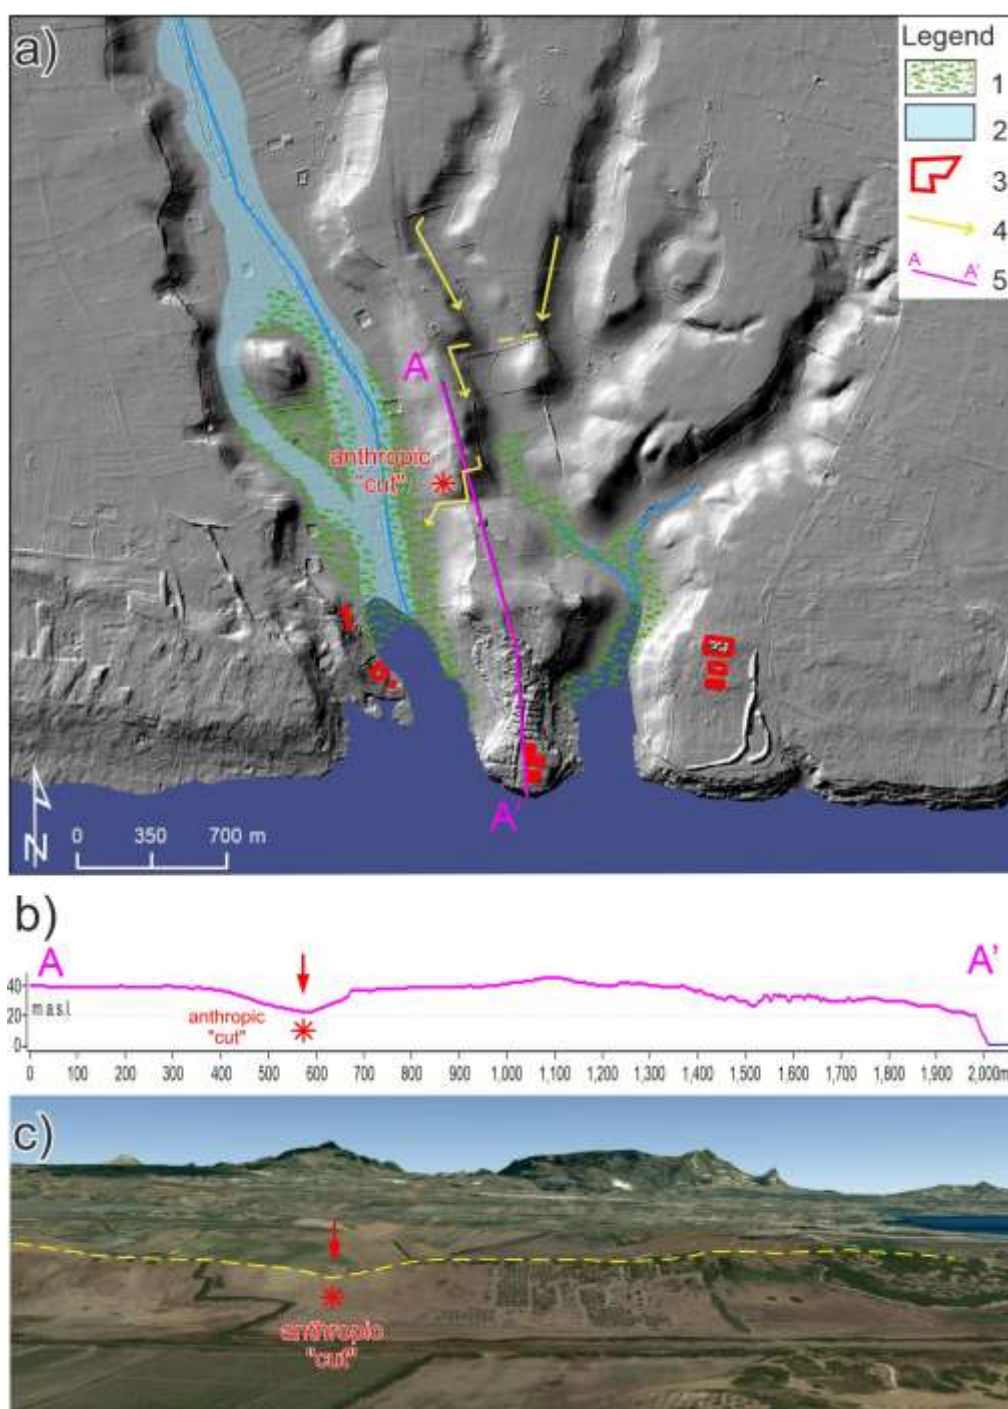 a)
Legend
1
2
3
4
A A' 5
A
anthropic
"cut"
A'
N
0 350 700 m
b)
A A'
40
m a.s.l.
20
0
anthropic
"cut"
0 100 200 300 400 500 600 700 800 900 1,000 1,100 1,200 1,300 1,400 1,500 1,600 1,700 1,800 1,900 2,000m
c)
anthropic
"cut"